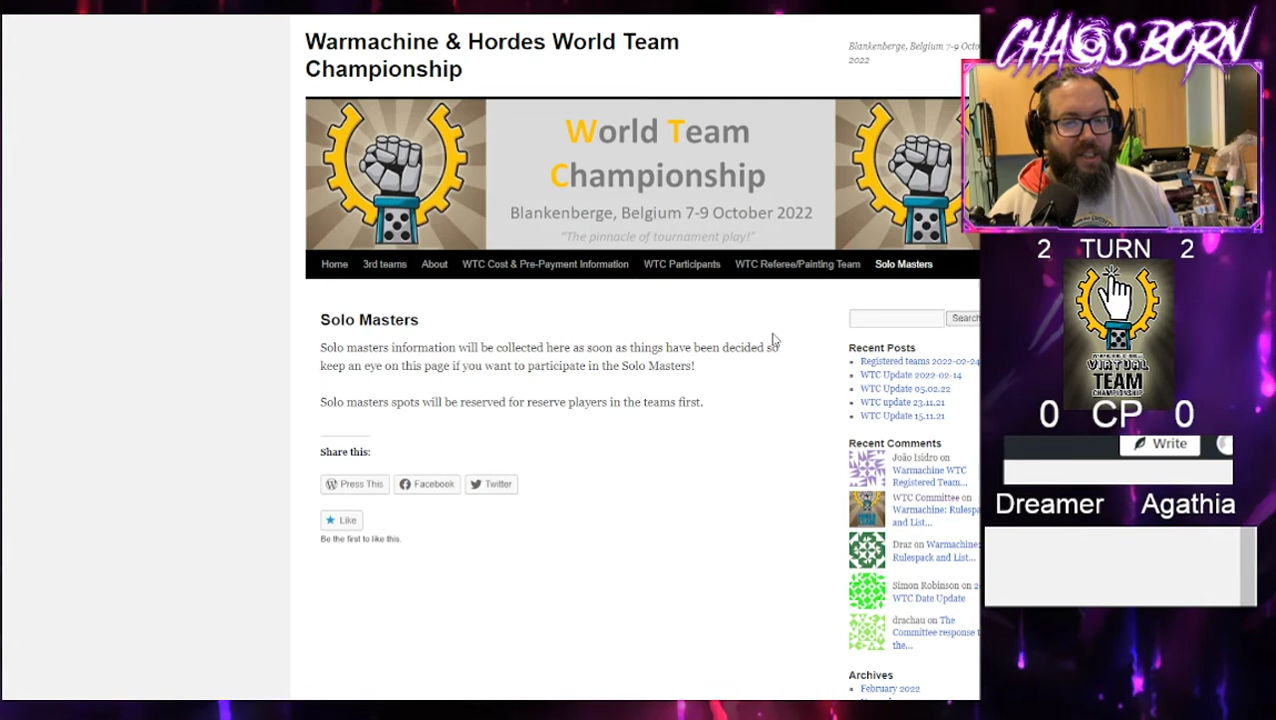 Warmachine & Hordes World Team
Championship
Blankenberge, Belgium 7-9
2022
World Team
Championship
Blankenberge, Belgium 7-9 October 2022
"The pinnacle of tournament play!"
Home 3rd teams About WTC Cost & Pre-Payment Information WTC Participants WTC Referee/Painting Team Solo Masters
Solo Masters
Solo masters information will be collected here as soon as things have been decided so
keep an eye on this page if you want to participate in the Solo Masters!
Solo masters spots will be reserved for reserve players in the teams first.
Share this:
Press This Facebook Twitter
Like
Be the first to like this.
Search
Recent Posts
Registered teams 2022-02-24
WTC Update 2022-02-14
WTC Update 05.02.22
WTC update 23.11.21
WTC Update 15.11.21
Recent Comments
João Isidro on
Warmachine WTC
Registered Team...
WTC Committee on
Warmachine: Rulespa
and List...
Draz on Warmachine:
Rulespack and List...
Simon Robinson on 2
WTC Date Update
drachau on The
Committee response t
the...
Archives
February 2022
CHAOS BORN
2 TURN 2
VIRTUAL
TEAM
CHAMPIONSHIP
0 CP 0
Write
Dreamer Agathia